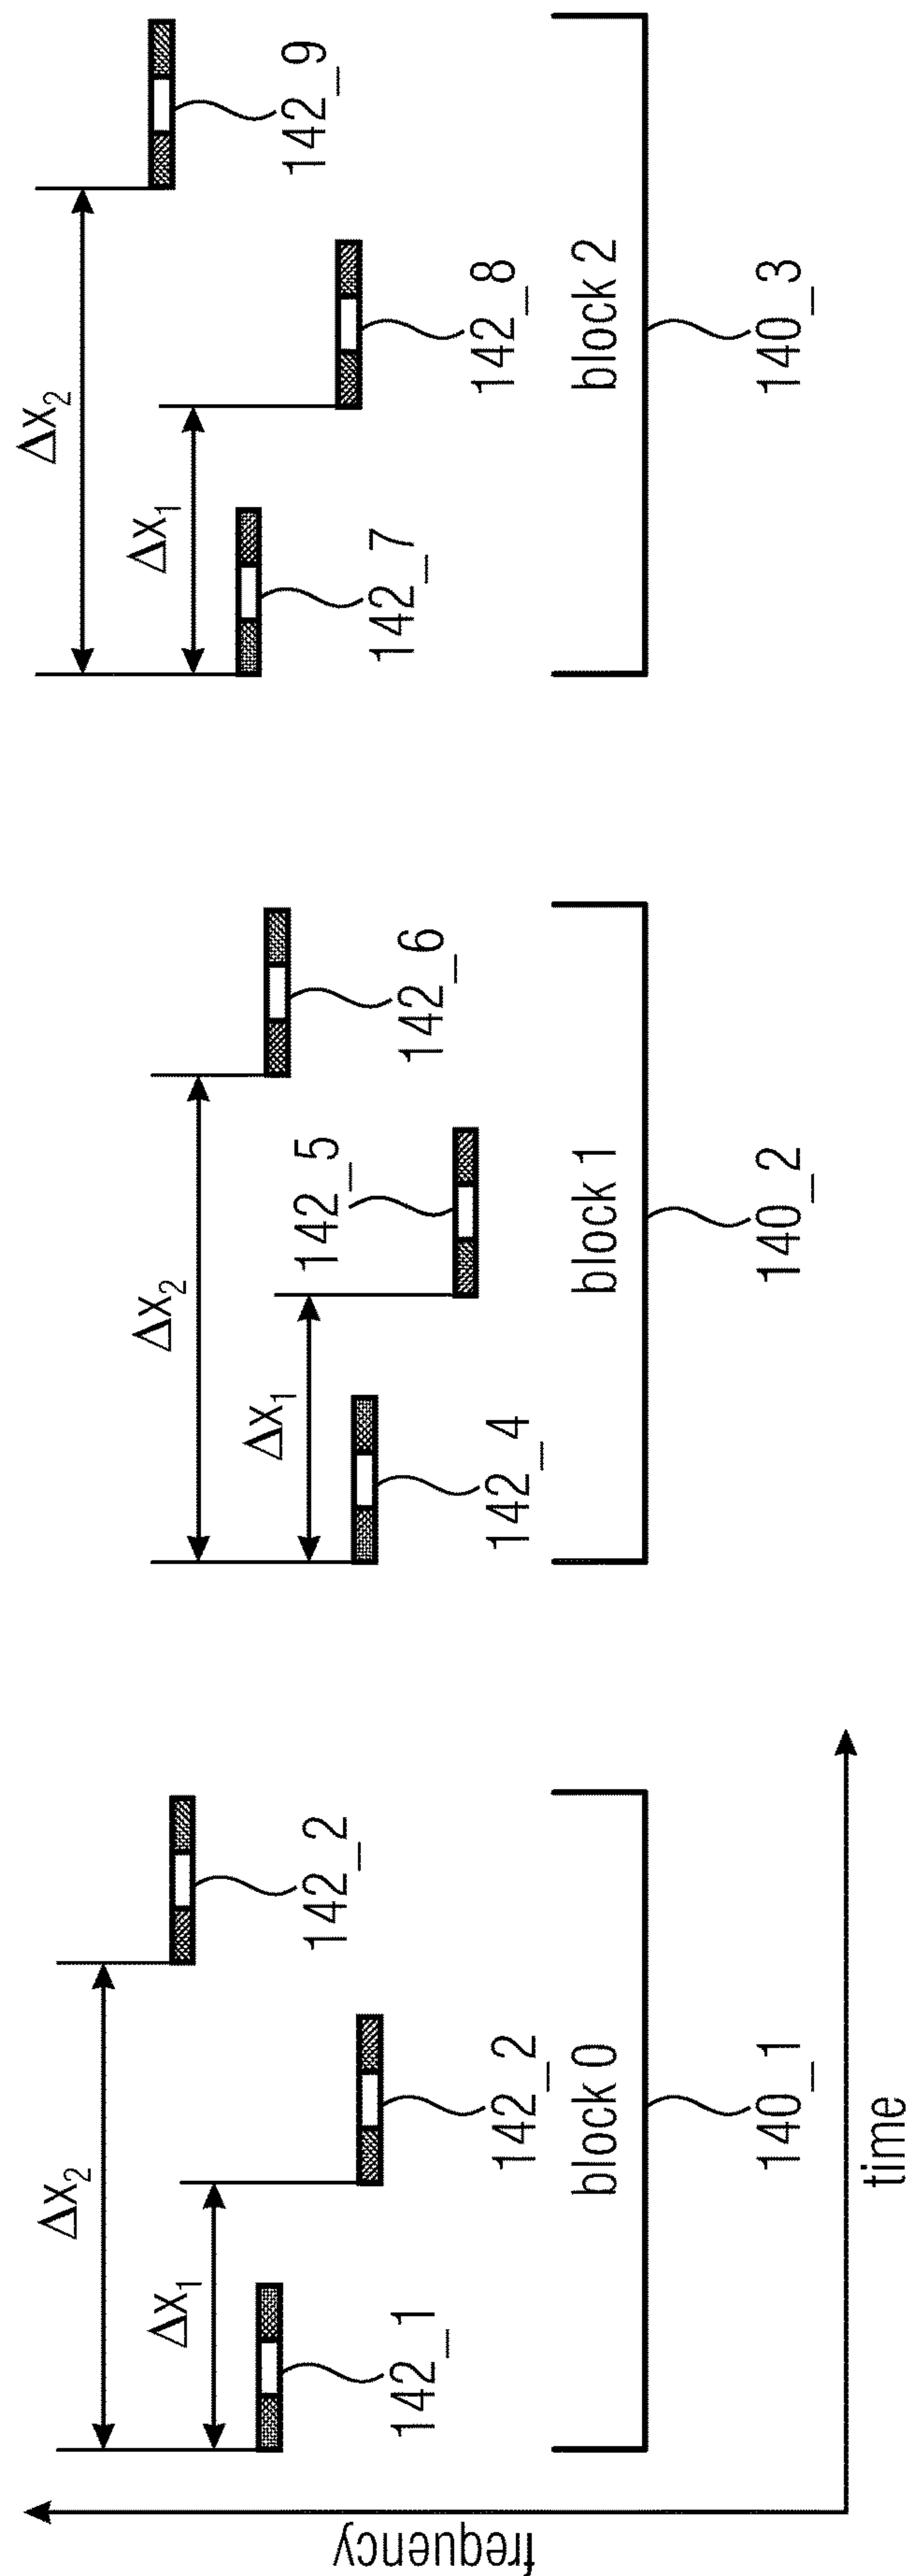 frequency
time
Δx2
Δx1
142_1
142_2
142_2
block 0
140_1
Δx2
Δx1
142_4
142_5
142_6
block 1
140_2
Δx2
Δx1
142_7
142_8
142_9
block 2
140_3